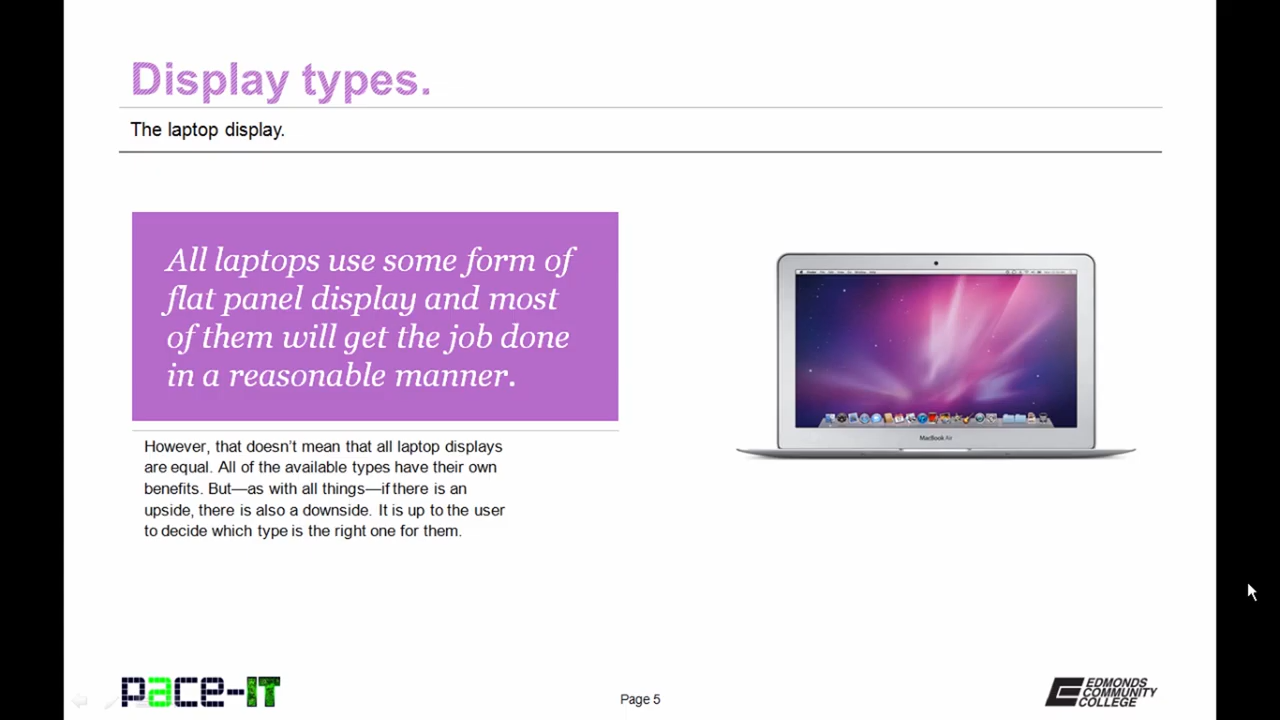 Display types.
The laptop display.
All laptops use some form of
flat panel display and most
of them will get the job done
in a reasonable manner.
However, that doesn't mean that all laptop displays
are equal. All of the available types have their own
benefits. But—as with all things—if there is an
upside, there is also a downside. It is up to the user
to decide which type is the right one for them.
MacBook Air
pace-IT
Page 5
EDMONDS
COMMUNITY
COLLEGE